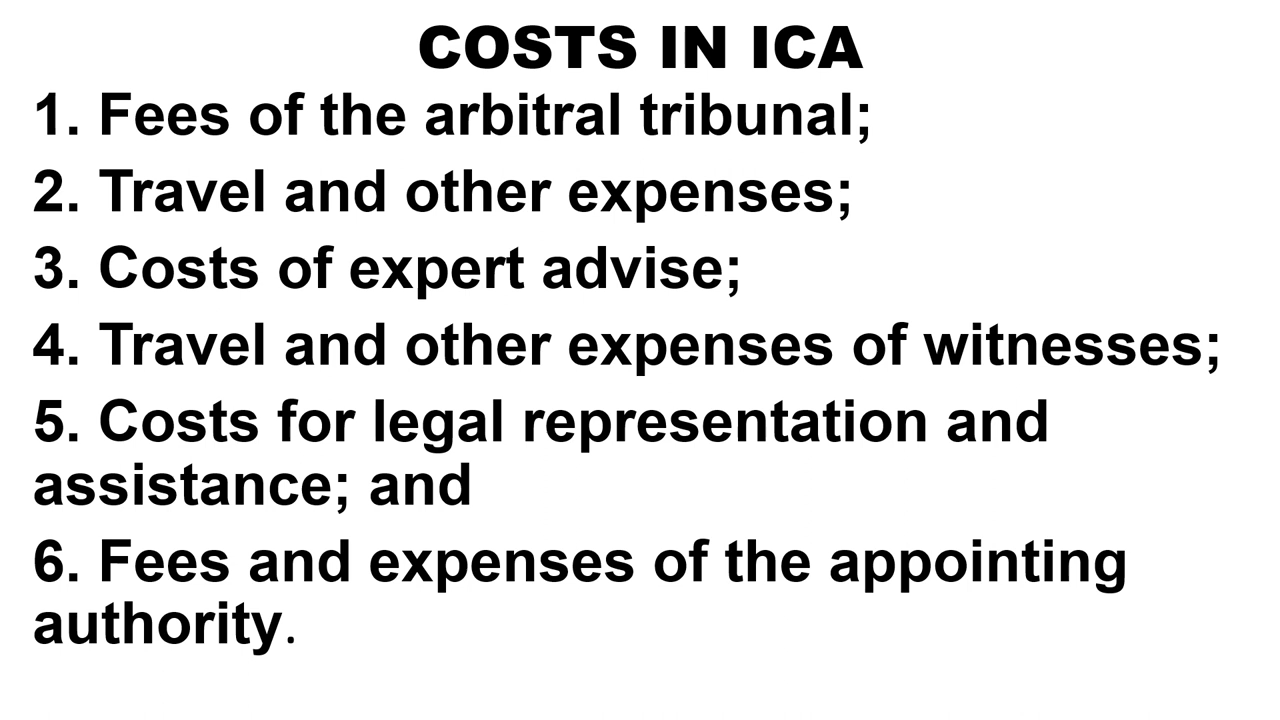 COSTS IN ICA
1. Fees of the arbitral tribunal;
2. Travel and other expenses;
3. Costs of expert advise;
4. Travel and other expenses of witnesses;
5. Costs for legal representation and
assistance; and
6. Fees and expenses of the appointing
authority.